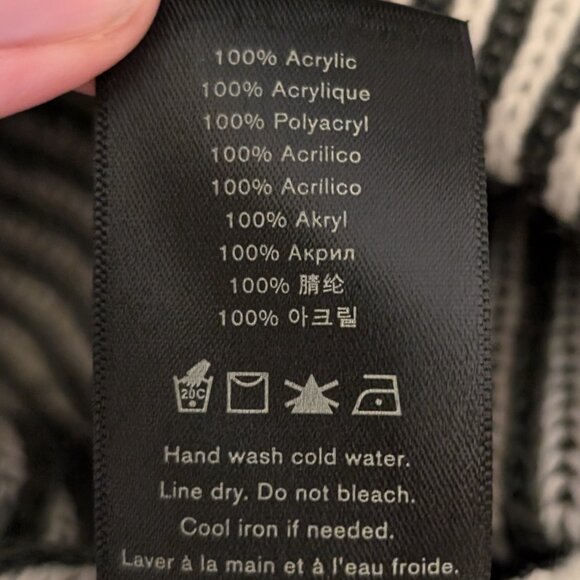 100% Acrylic
100% Acrylique
100% Polyacryl
100% Acrilico
100% Acrílico
100% Akryl
100% Акрил
100% 腈纶
100% 아크릴
20C
Hand wash cold water.
Line dry. Do not bleach.
Cool iron if needed.
Laver à la main et à l'eau froide.